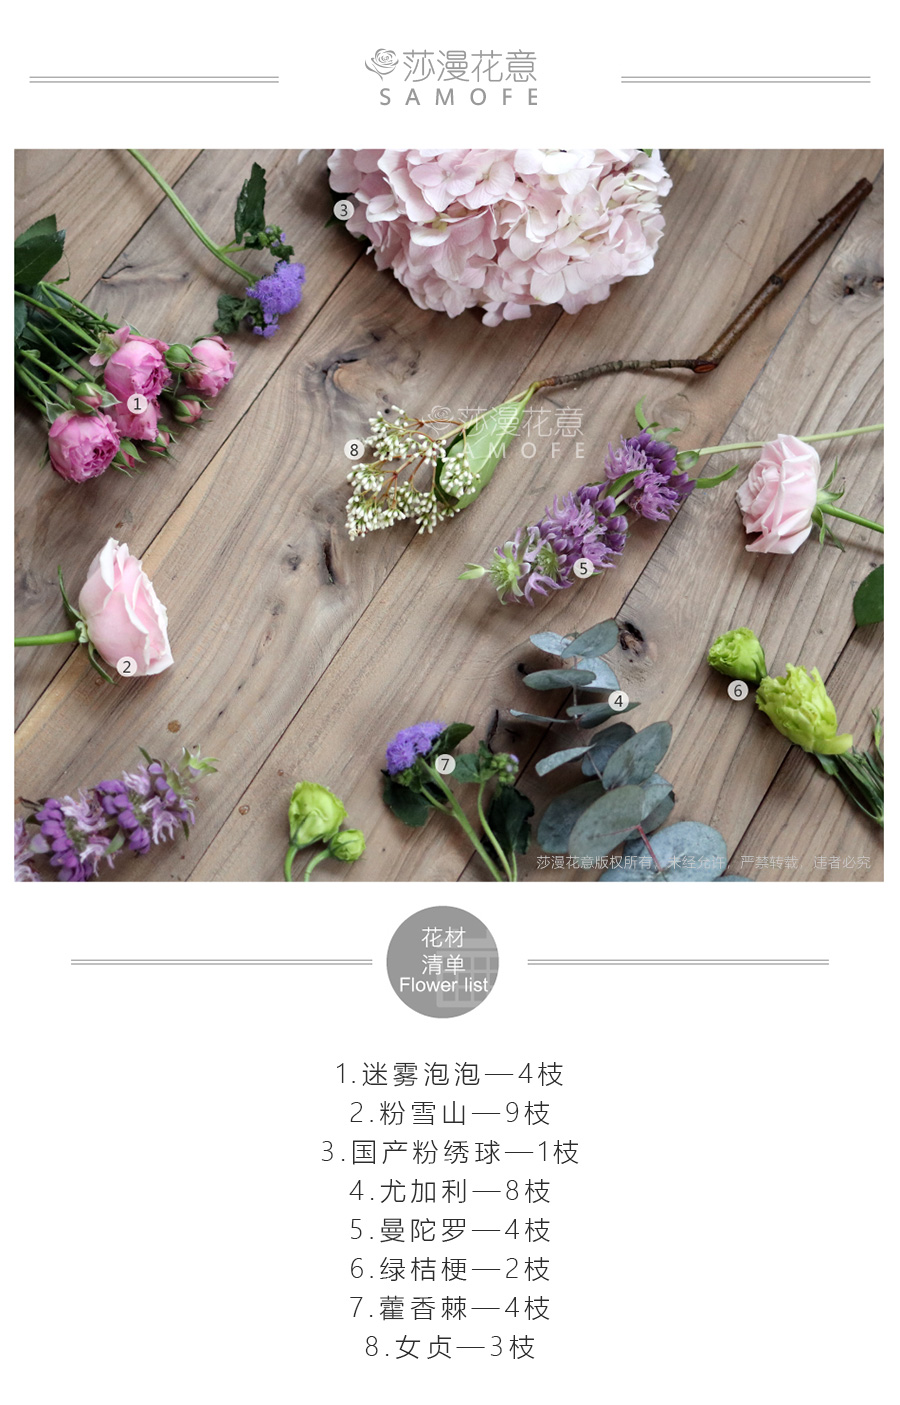 莎漫花意
SAMOFE
3
1
莎漫花意
8
SAMOFE
5
2
6
4
7
莎漫花意版权所有，未经允许，严禁转载，违者必究
花材
清单
Flower list
1.迷雾泡泡—4枝
2.粉雪山—9枝
3.国产粉绣球—1枝
4.尤加利—8枝
5.曼陀罗—4枝
6.绿桔梗—2枝
7.藿香棘—4枝
8.女贞—3枝